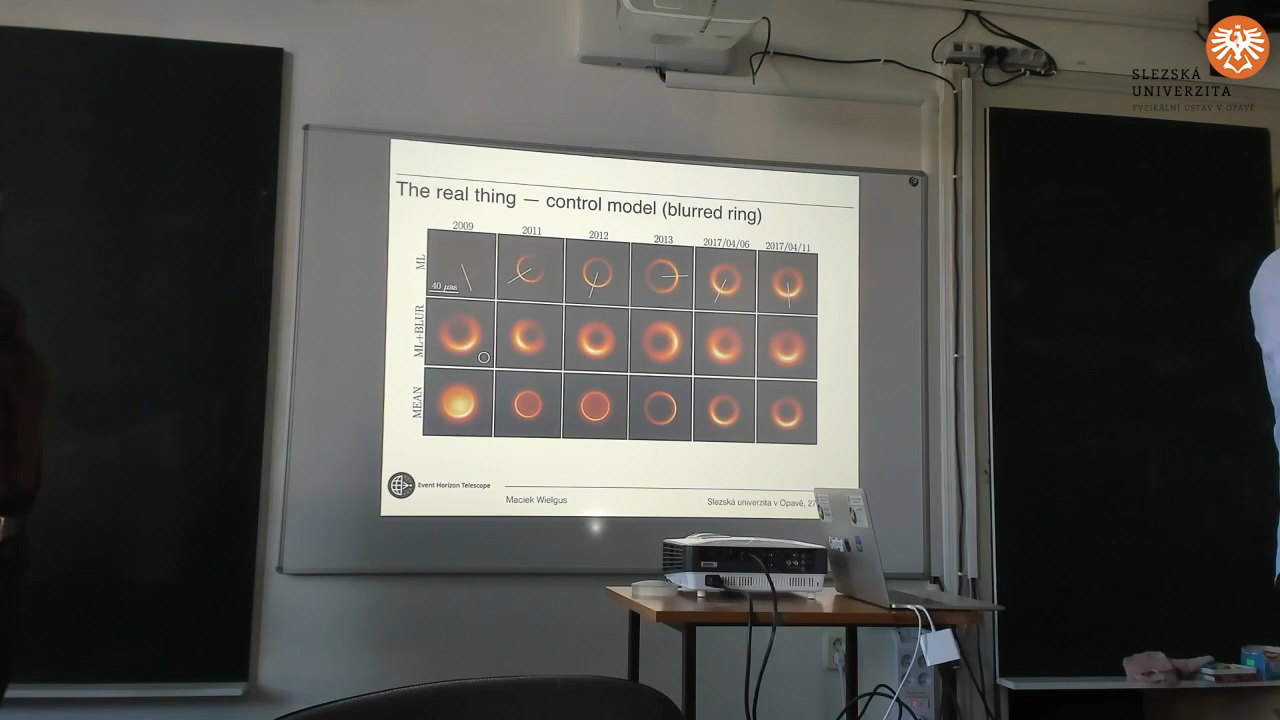 SLEZSKÁ
UNIVERZITA
FYZIKÁLNÍ ÚSTAV V OPAVĚ
The real thing — control model (blurred ring)
2009 2011 2012 2013 2017/04/06 2017/04/11
ML
40 μas
ML+BLUR
MEAN
Event Horizon Telescope
Maciek Wielgus
Slezská univerzita v Opavě,